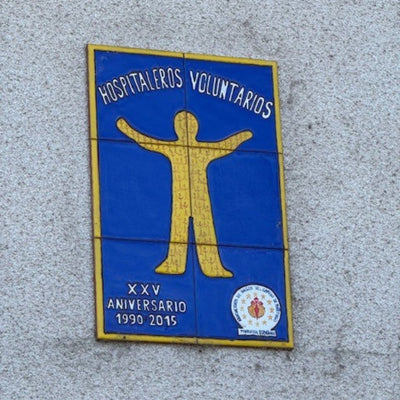 HOSPITALEROS VOLUNTARIOS
XXV
ANIVERSARIO
1990-2015